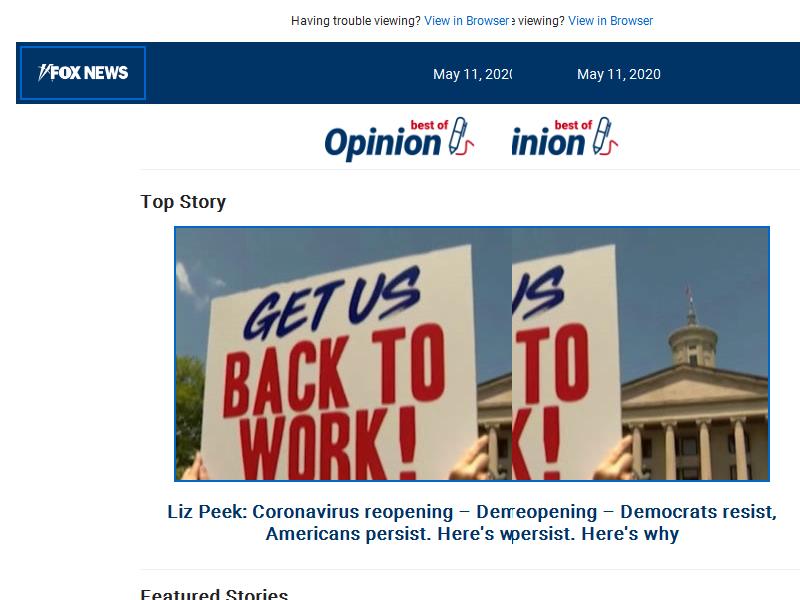 Having trouble viewing? View in Browser e viewing? View in Browser
FOX NEWS
May 11, 202 May 11, 2020
best of best of
Opinion inion
Top Story
GET US US
BACK TO TO
WORK! K!
Liz Peek: Coronavirus reopening – Dem reopening – Democrats resist,
Americans persist. Here's w persist. Here's why
Featured Stories